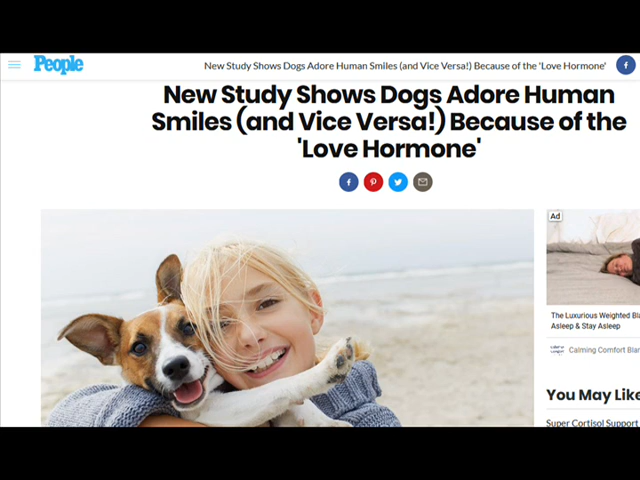 People
New Study Shows Dogs Adore Human Smiles (and Vice Versa!) Because of the 'Love Hormone'
New Study Shows Dogs Adore Human
Smiles (and Vice Versa!) Because of the
'Love Hormone'
Ad
The Luxurious Weighted Bla
Asleep & Stay Asleep
Calming Comfort Blan
You May Like
Super Cortisol Support